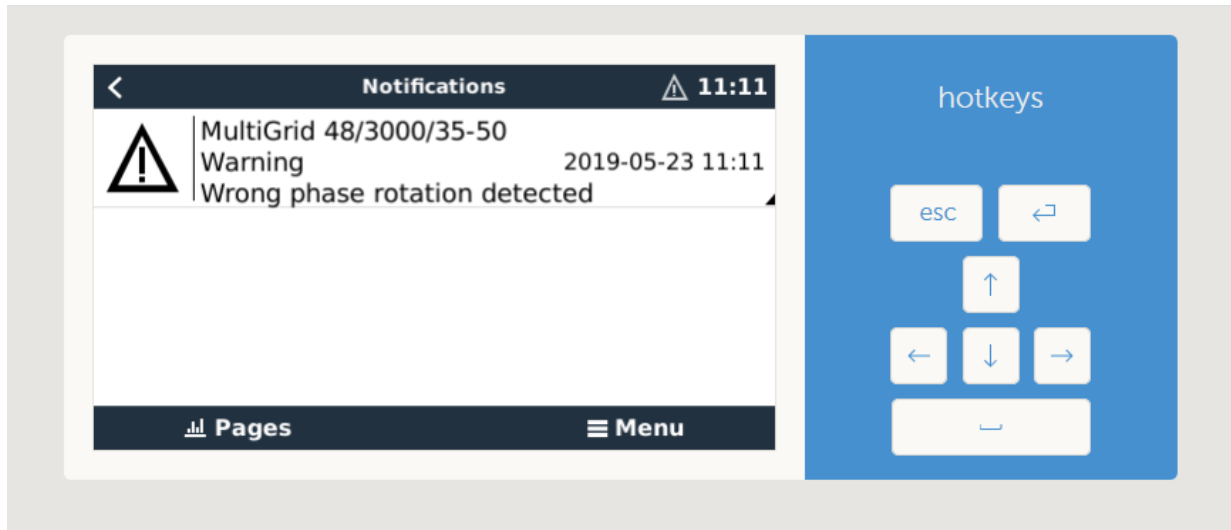 Notifications 11:11
MultiGrid 48/3000/35-50
Warning 2019-05-23 11:11
Wrong phase rotation detected
Pages Menu
hotkeys
esc